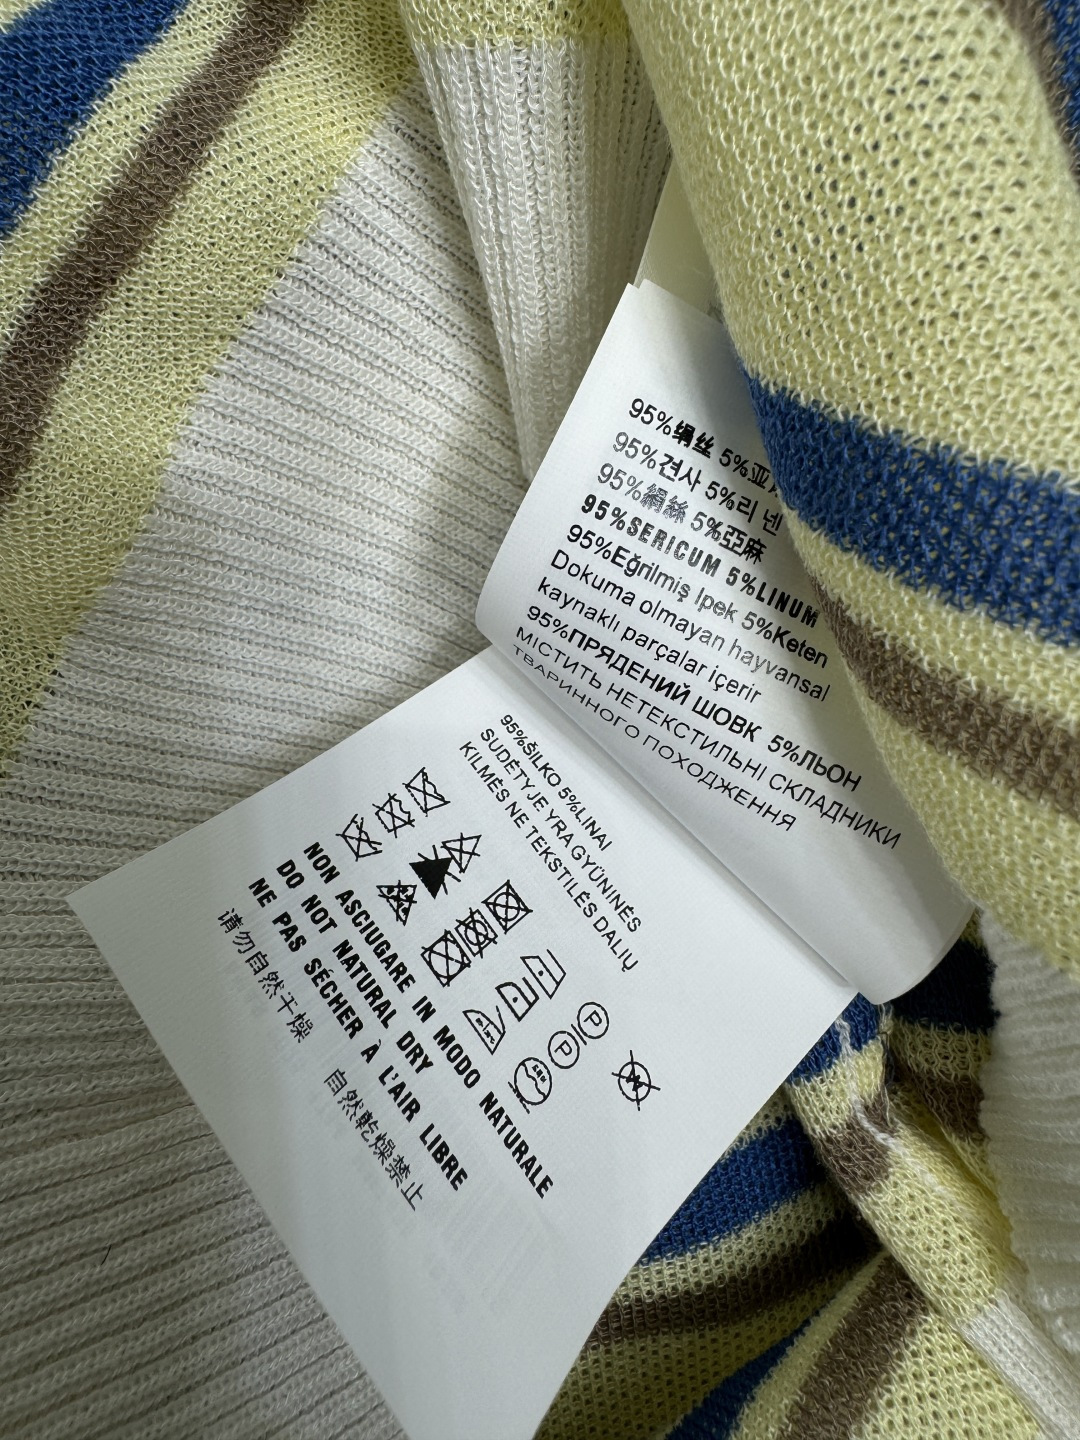 95%绢丝 5%亚
95%견사 5%리넨
95%絹絲 5%亞麻
95%SERICUM 5%LINUM
95%Eğrilmiş Ipek 5%Keten
Dokuma olmayan hayvansal
kaynaklı parçalar içerir
95%ПРЯДЕНИЙ ШОВК 5%ЛЬОН
МІСТИТЬ НЕТЕКСТИЛЬНІ СКЛАДНИКИ
ТВАРИННОГО ПОХОДЖЕННЯ
95%ŠILKO 5%LINAI
SUDĖTYJE YRA GYŪNINĖS
KILMĖS NE TEKSTILĖS DALIŲ
P
P
W
NON ASCIUGARE IN MODO NATURALE
DO NOT NATURAL DRY
NE PAS SÉCHER À L'AIR LIBRE
请勿自然干燥
自然乾燥禁止